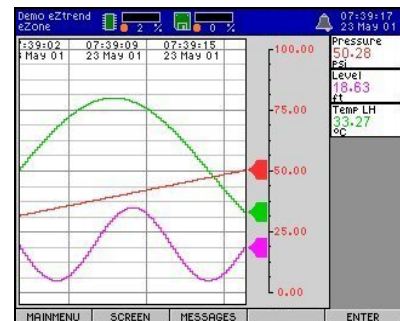 Demo eZtrend
eZone
2 %
0 %
07:39:17
23 May 01
:39:02 07:39:09 07:39:15
May 01 23 May 01 23 May 01
100.00
75.00
50.00
25.00
0.00
Pressure
50.28
psi
Level
18.63
ft
Temp LH
33.27
°C
MAINMENU SCREEN MESSAGES ENTER